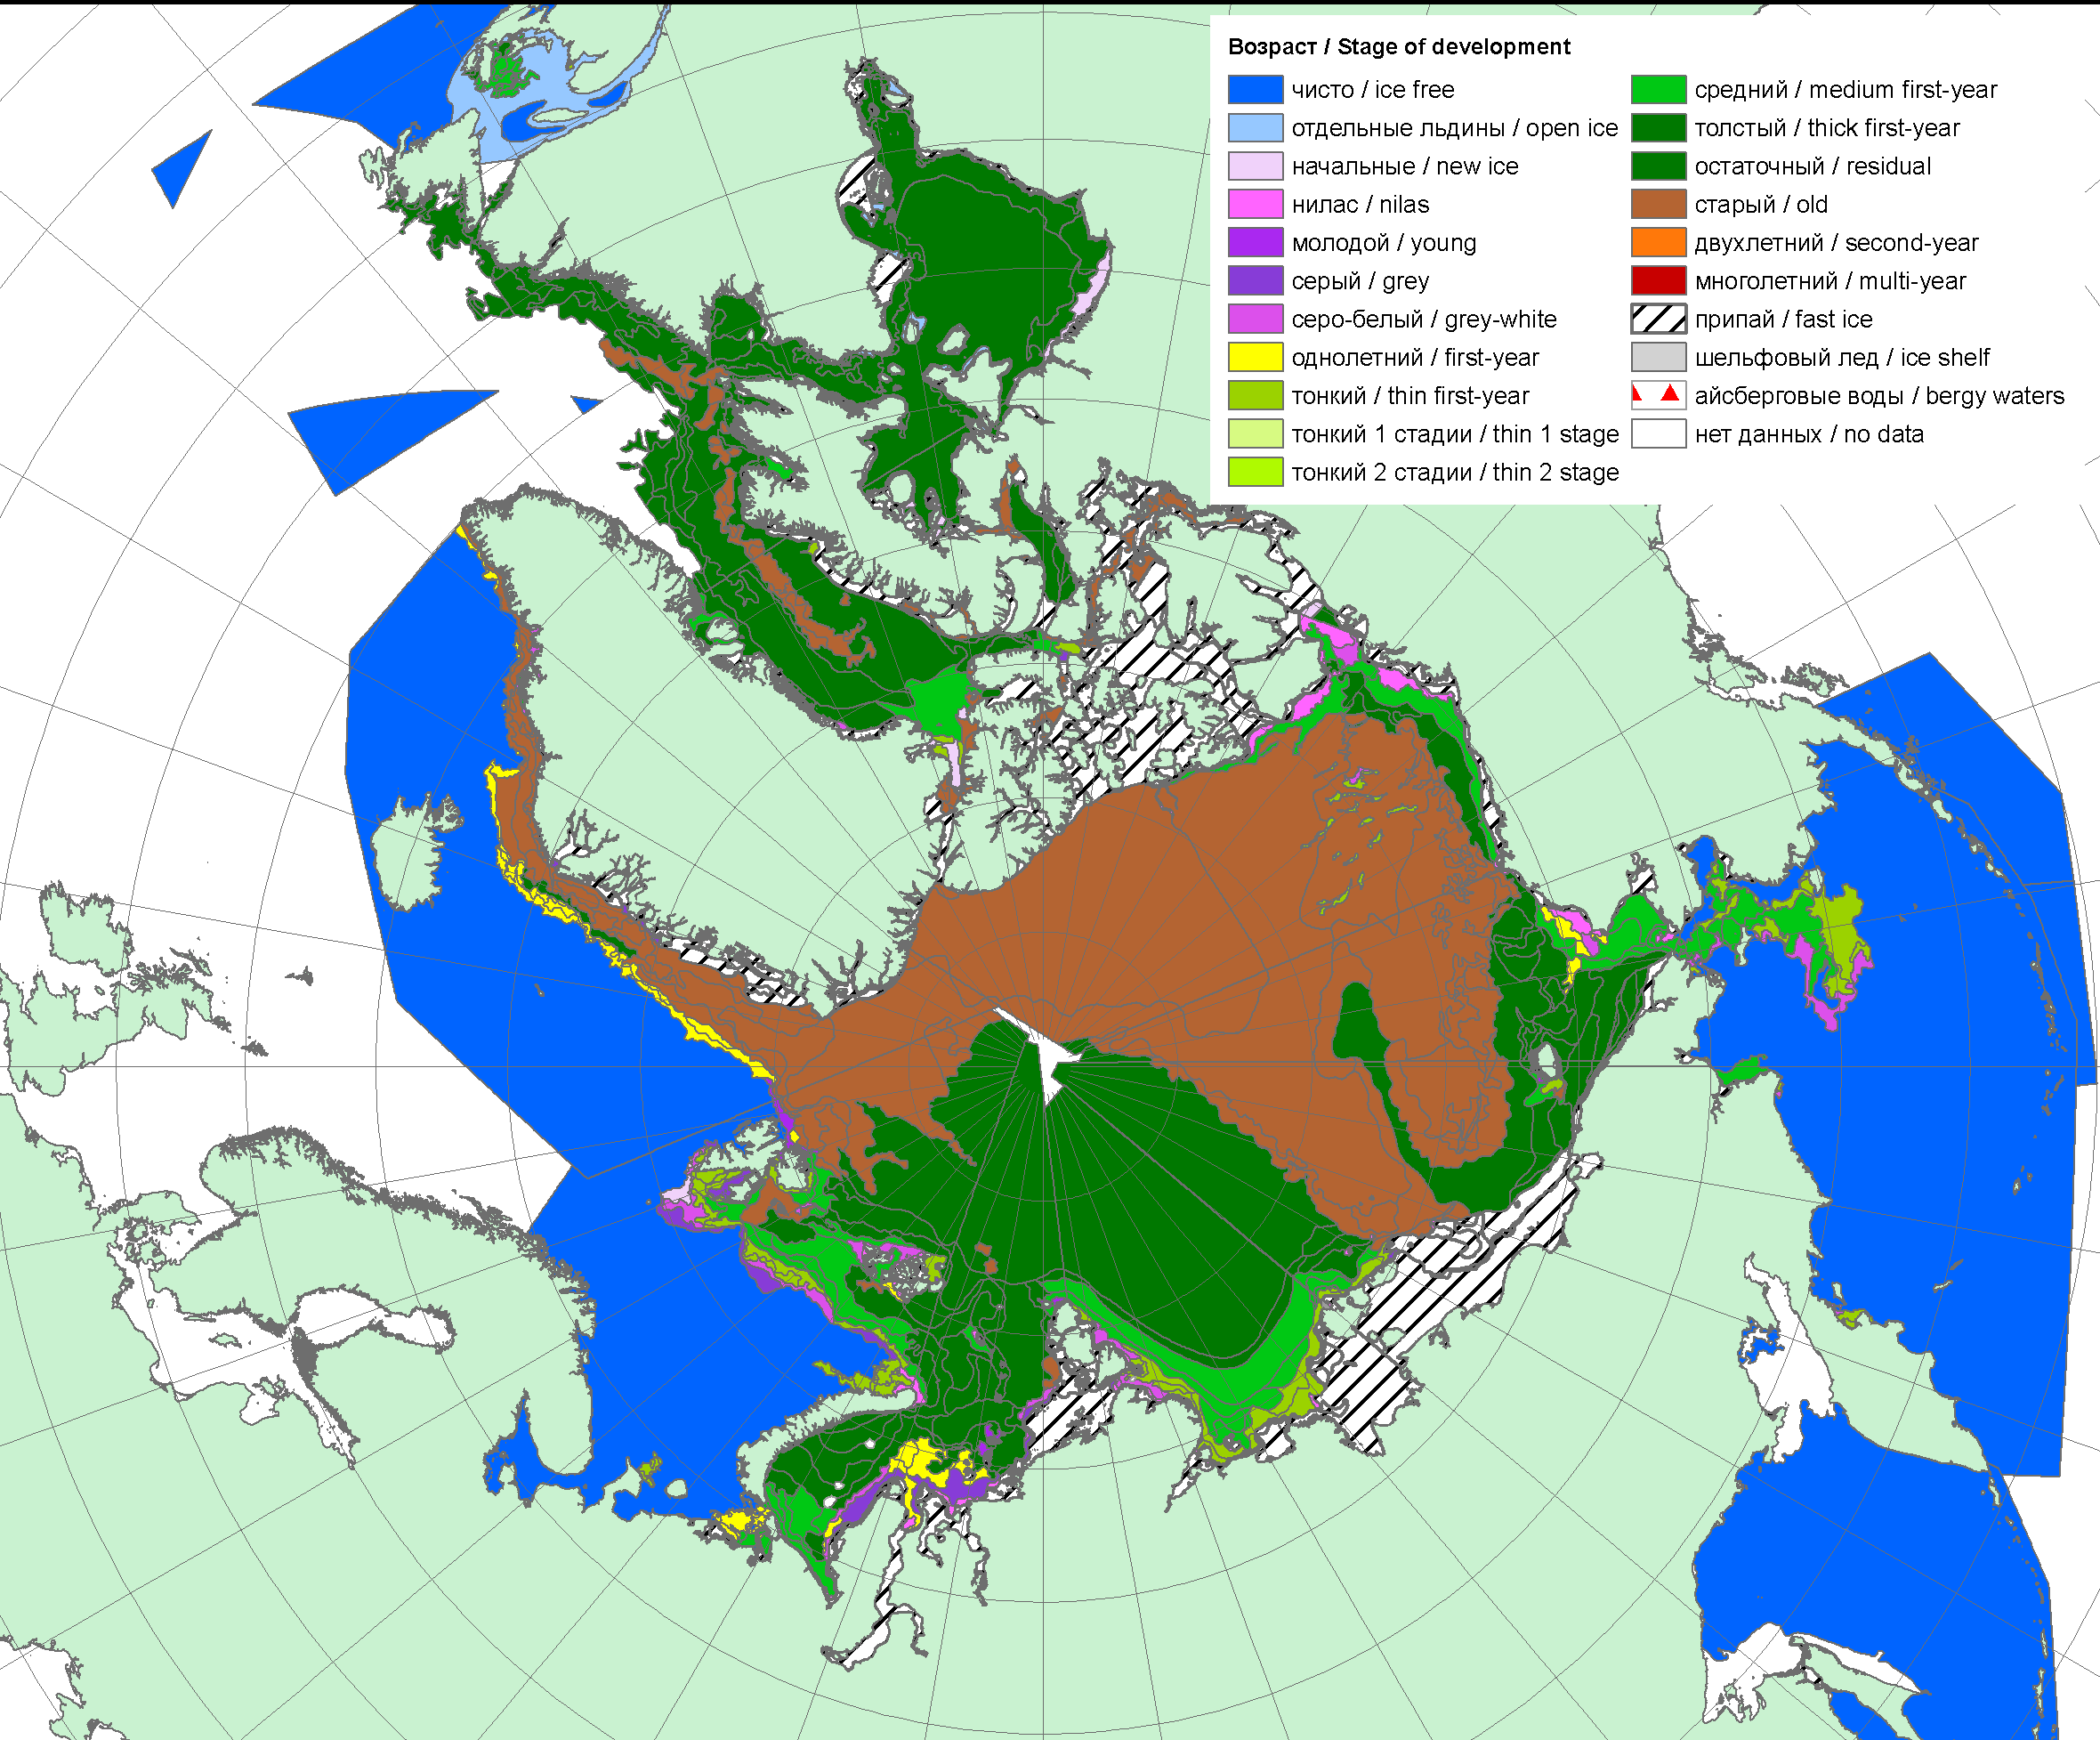 Возраст / Stage of development
чисто / ice free
отдельные льдины / open ice
начальные / new ice
нилас / nilas
молодой / young
серый / grey
серо-белый / grey-white
однолетний / first-year
тонкий / thin first-year
тонкий 1 стадии / thin 1 stage
тонкий 2 стадии / thin 2 stage
средний / medium first-year
толстый / thick first-year
остаточный / residual
старый / old
двухлетний / second-year
многолетний / multi-year
припай / fast ice
шельфовый лед / ice shelf
айсберговые воды / bergy waters
нет данных / no data